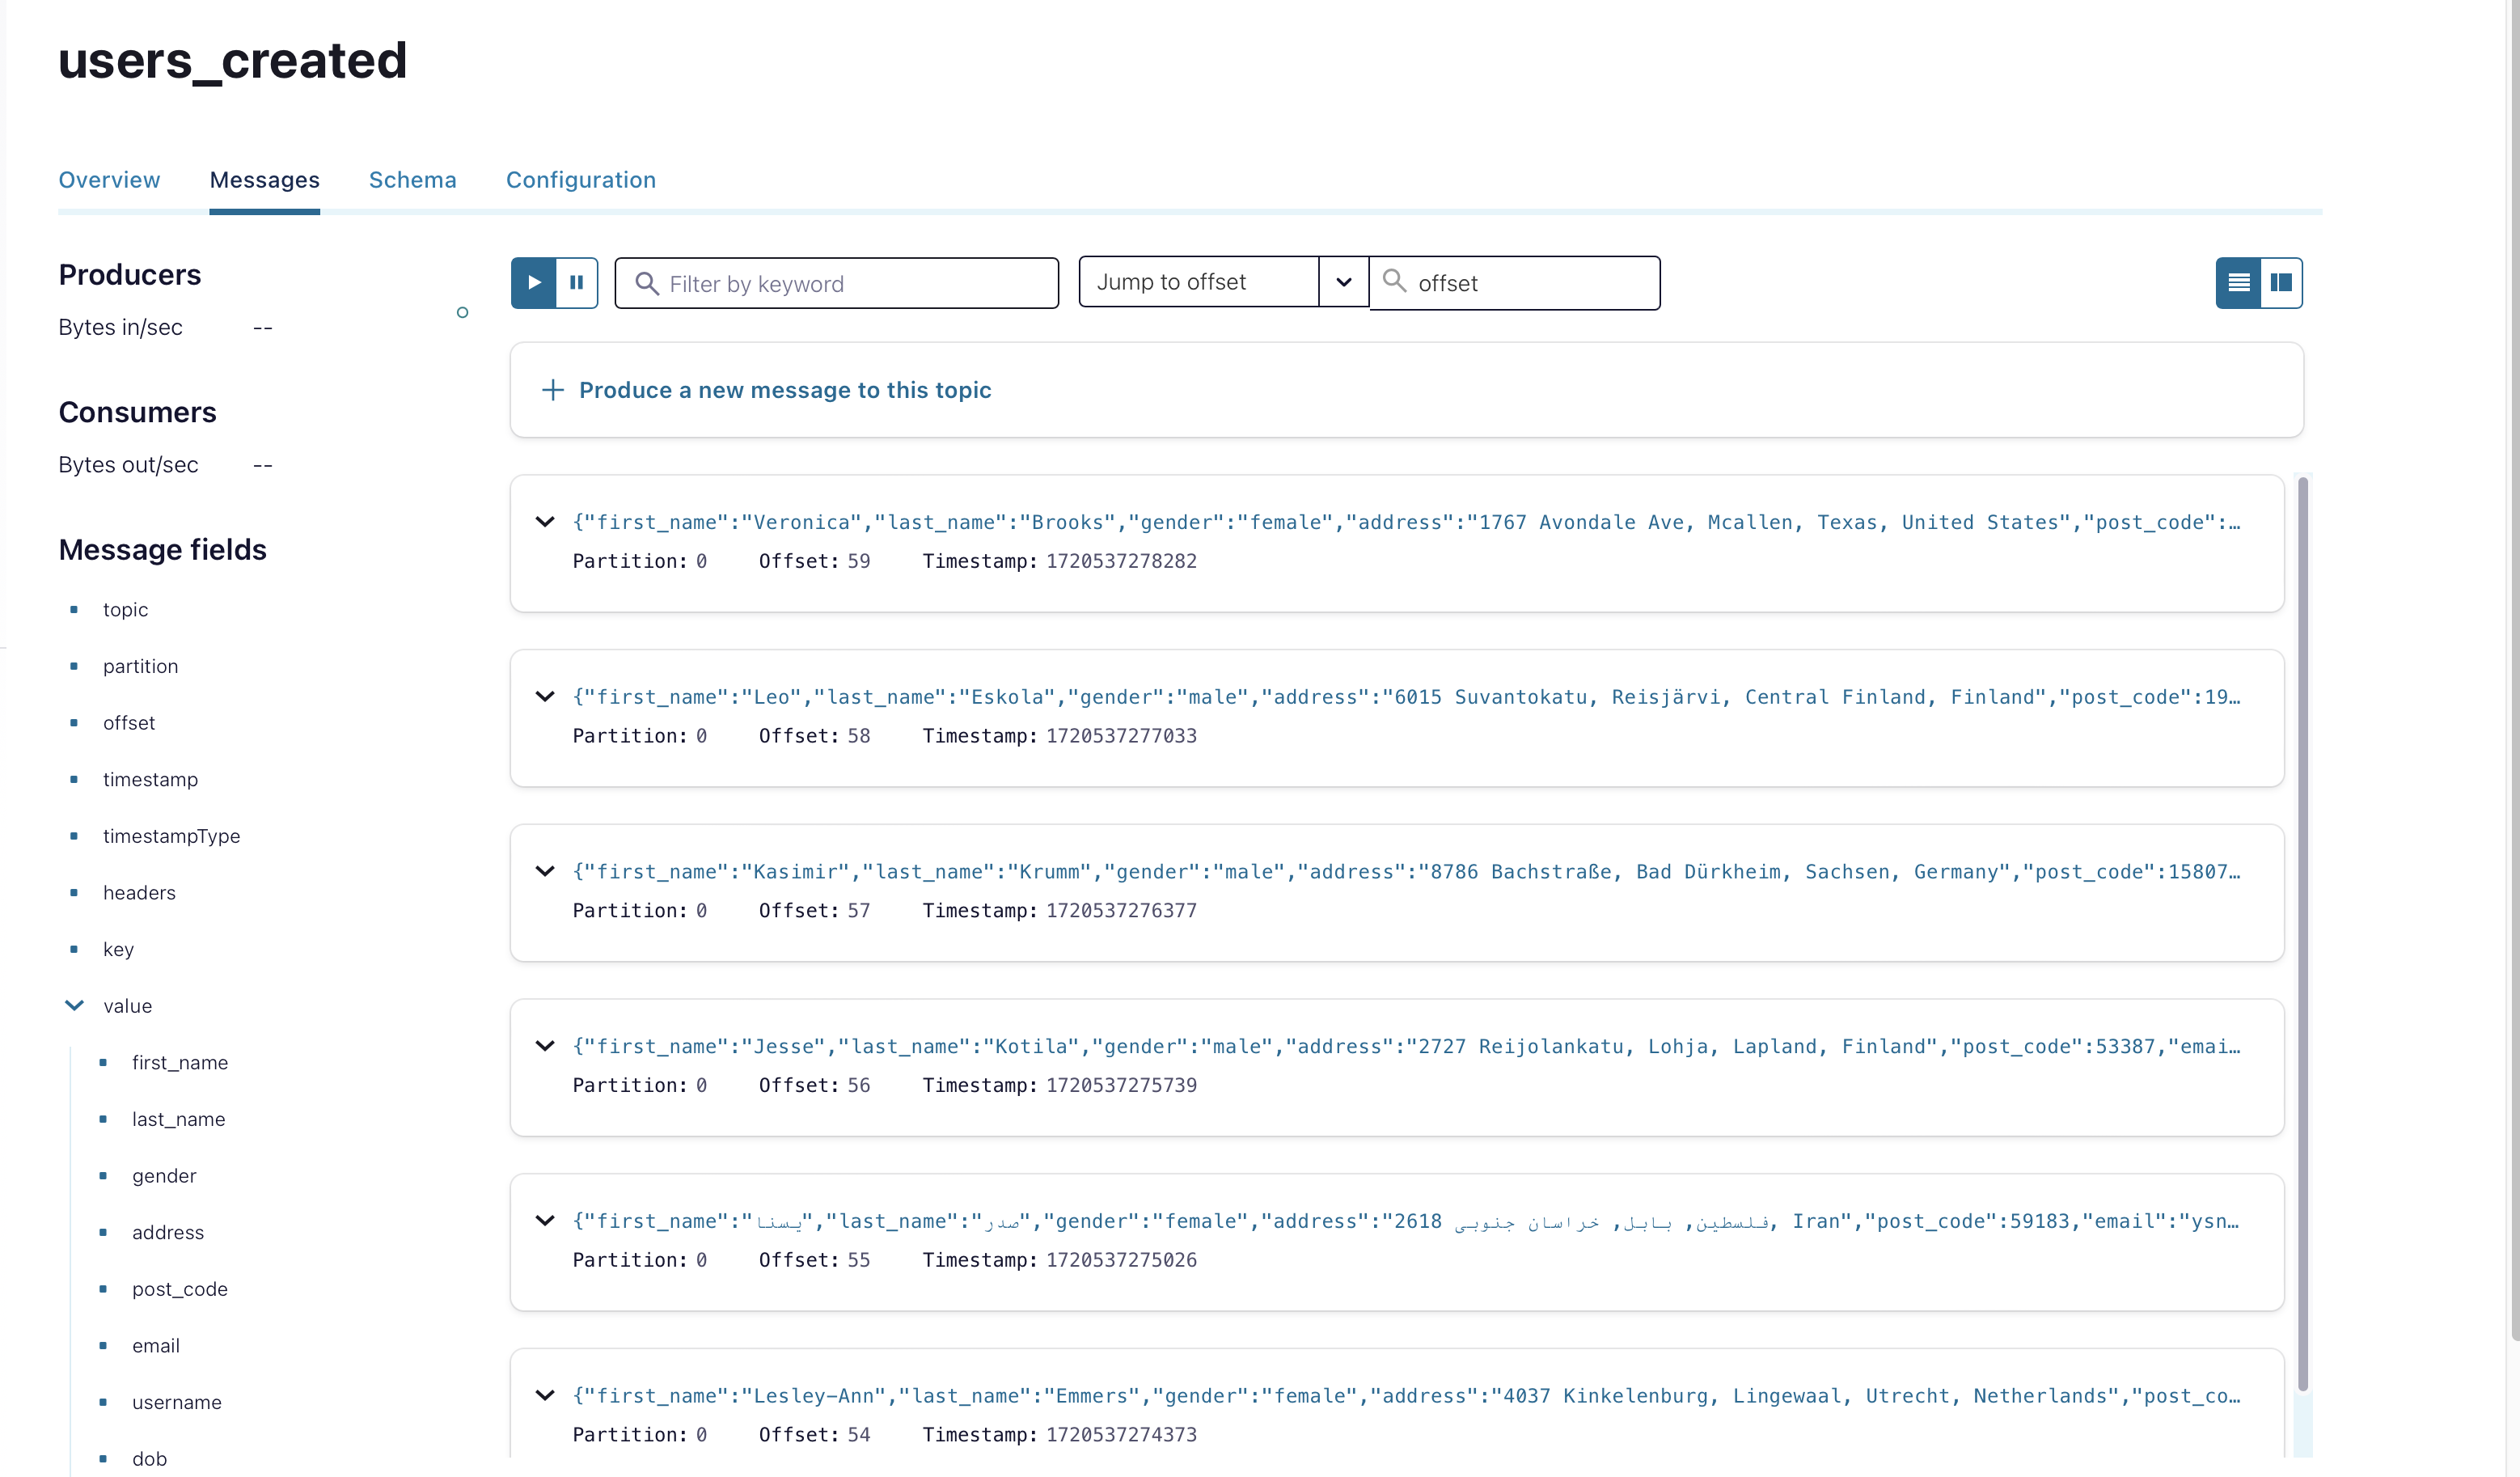 users_created
Overview Messages Schema Configuration
Producers
Bytes in/sec --
Consumers
Bytes out/sec --
Message fields
topic
partition
offset
timestamp
timestampType
headers
key
value
first_name
last_name
gender
address
post_code
email
username
dob
Filter by keyword Jump to offset offset
Produce a new message to this topic
{"first_name":"Veronica","last_name":"Brooks","gender":"female","address":"1767 Avondale Ave, Mcallen, Texas, United States","post_code":…
Partition: 0 Offset: 59 Timestamp: 1720537278282
{"first_name":"Leo","last_name":"Eskola","gender":"male","address":"6015 Suvantokatu, Reisjärvi, Central Finland, Finland","post_code":19…
Partition: 0 Offset: 58 Timestamp: 1720537277033
{"first_name":"Kasimir","last_name":"Krumm","gender":"male","address":"8786 Bachstraße, Bad Dürkheim, Sachsen, Germany","post_code":15807…
Partition: 0 Offset: 57 Timestamp: 1720537276377
{"first_name":"Jesse","last_name":"Kotila","gender":"male","address":"2727 Reijolankatu, Lohja, Lapland, Finland","post_code":53387,"emai…
Partition: 0 Offset: 56 Timestamp: 1720537275739
{"first_name":"یسنا","last_name":"صدر","gender":"female","address":"2618 فلسطین, بابل, خراسان جنوبی, Iran","post_code":59183,"email":"ysn…
Partition: 0 Offset: 55 Timestamp: 1720537275026
{"first_name":"Lesley-Ann","last_name":"Emmers","gender":"female","address":"4037 Kinkelenburg, Lingewaal, Utrecht, Netherlands","post_co…
Partition: 0 Offset: 54 Timestamp: 1720537274373